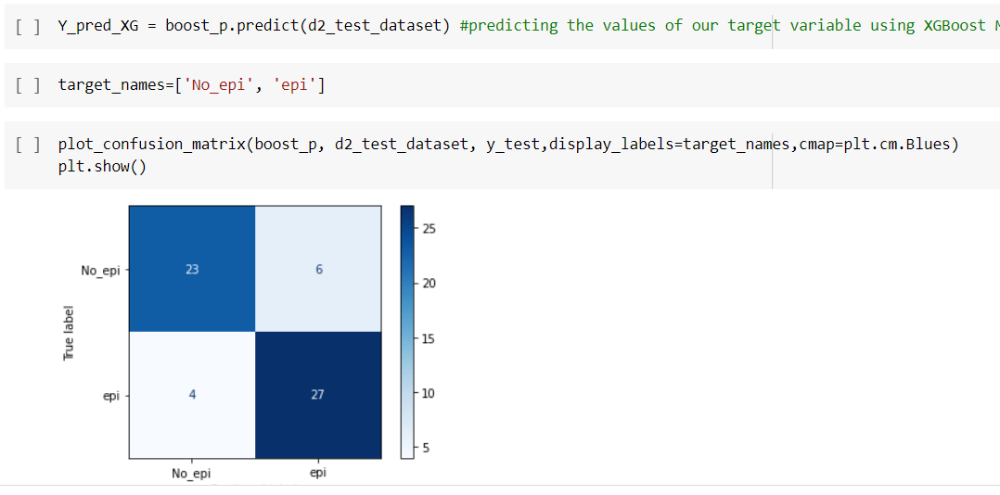 [ ] Y_pred_XG = boost_p.predict(d2_test_dataset) #predicting the values of our target variable using XGBoost
[ ] target_names=['No_epi', 'epi']
[ ] plot_confusion_matrix(boost_p, d2_test_dataset, y_test,display_labels=target_names,cmap=plt.cm.Blues)
plt.show()
25
No_epi 23 6
20
True label
15
epi 4 27
10
5
No_epi epi